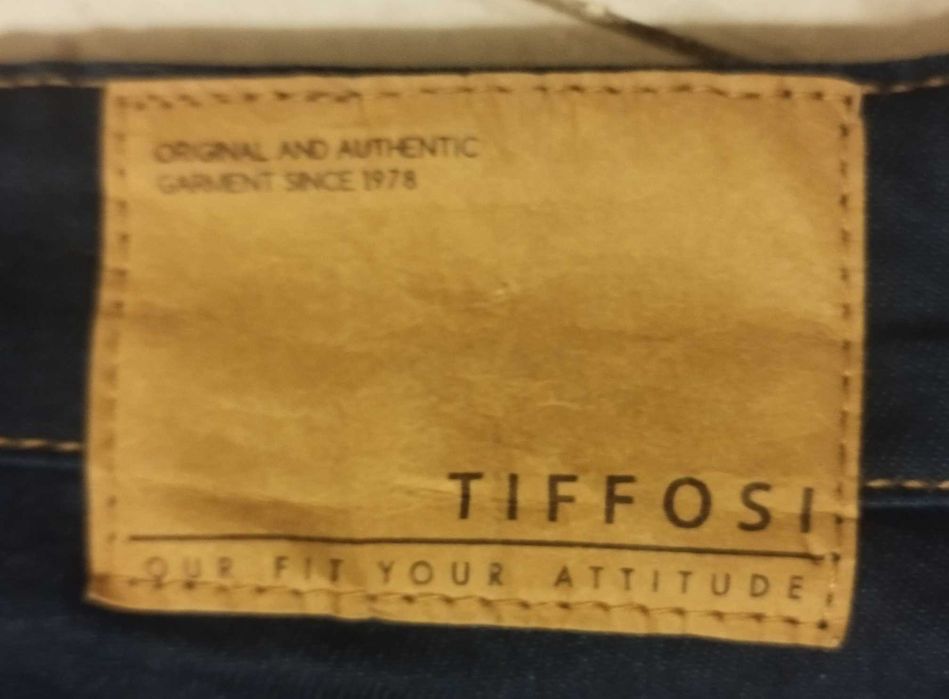 ORIGINAL AND AUTHENTIC
GARMENT SINCE 1978
TIFFOSI
OUR FIT YOUR ATTITUDE